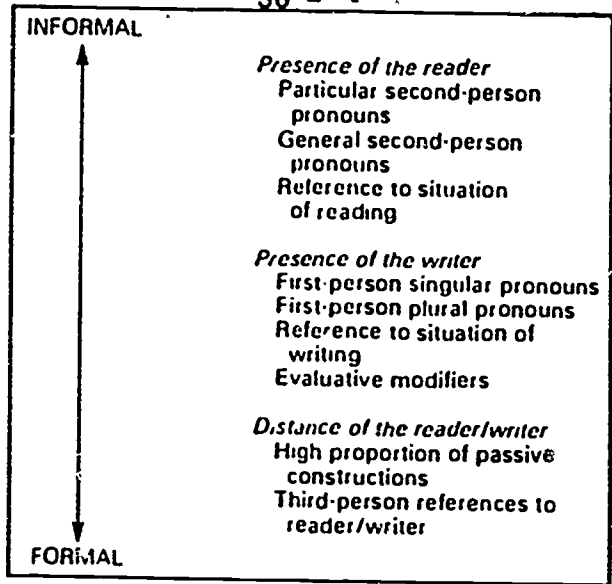 INFORMAL
Presence of the reader
Particular second-person
pronouns
General second-person
pronouns
Reference to situation
of reading
Presence of the writer
First-person singular pronouns
First-person plural pronouns
Reference to situation of
writing
Evaluative modifiers
Distance of the reader/writer
High proportion of passive
constructions
Third-person references to
reader/writer
FORMAL